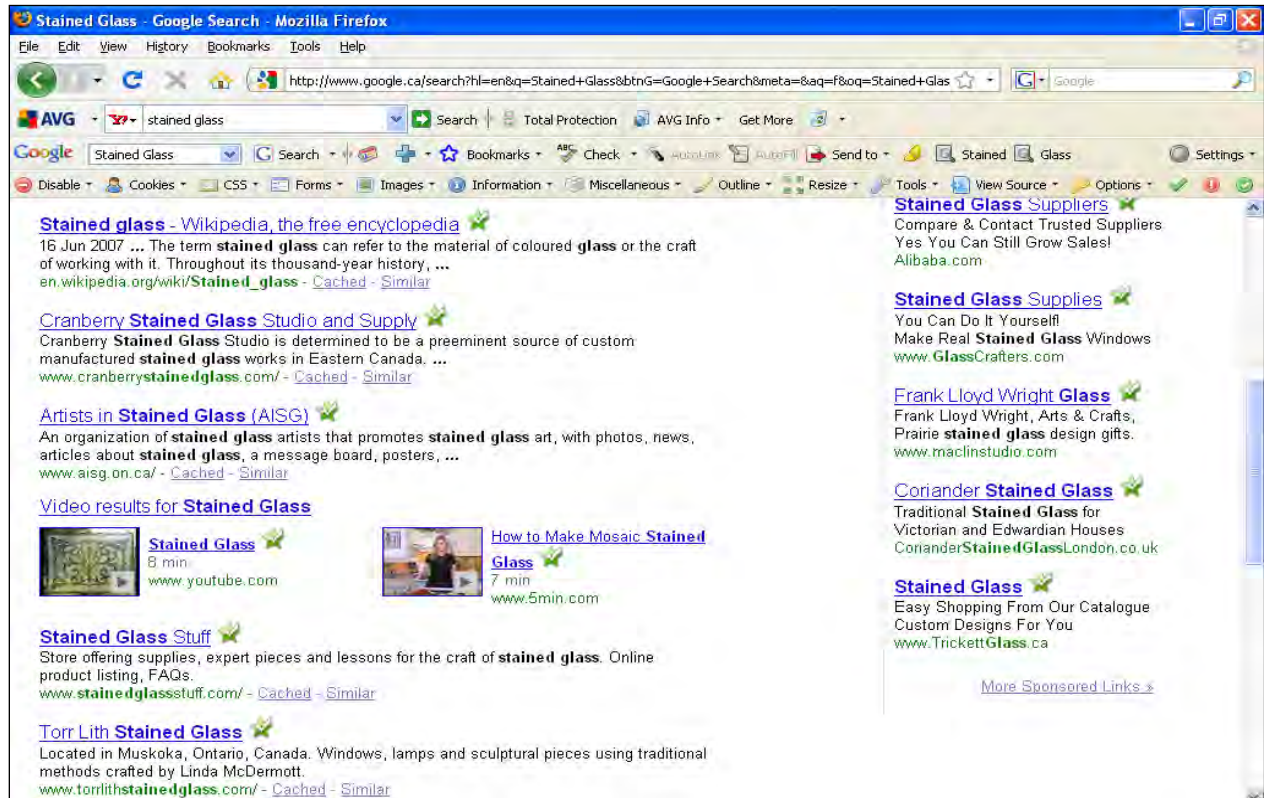 Stained Glass - Google Search - Mozilla Firefox
File Edit View History Bookmarks Tools Help
http://www.google.ca/search?hl=en&q=Stained+Glass&btnG=Google+Search&meta=&aq=f&oq=Stained+Glas G Google
AVG Y! stained glass Search Total Protection AVG Info Get More
Google Stained Glass G Search Bookmarks ABC Check AutoLink AutoFill Send to Stained Glass Settings
Disable Cookies CSS Forms Images Information Miscellaneous Outline Resize Tools View Source Options
Stained glass - Wikipedia, the free encyclopedia
16 Jun 2007 ... The term stained glass can refer to the material of coloured glass or the craft
of working with it. Throughout its thousand-year history, ...
en.wikipedia.org/wiki/Stained_glass - Cached - Similar
Cranberry Stained Glass Studio and Supply
Cranberry Stained Glass Studio is determined to be a preeminent source of custom
manufactured stained glass works in Eastern Canada. ...
www.cranberrystainedglass.com/ - Cached - Similar
Artists in Stained Glass (AISG)
An organization of stained glass artists that promotes stained glass art, with photos, news,
articles about stained glass, a message board, posters, ...
www.aisg.on.ca/ - Cached - Similar
Video results for Stained Glass
Stained Glass
8 min
www.youtube.com
How to Make Mosaic Stained
Glass
7 min
www.5min.com
Stained Glass Stuff
Store offering supplies, expert pieces and lessons for the craft of stained glass. Online
product listing, FAQs.
www.stainedglassstuff.com/ - Cached - Similar
Torr Lith Stained Glass
Located in Muskoka, Ontario, Canada. Windows, lamps and sculptural pieces using traditional
methods crafted by Linda McDermott.
www.torrlithstainedglass.com/ - Cached - Similar
Stained Glass Suppliers
Compare & Contact Trusted Suppliers
Yes You Can Still Grow Sales!
Alibaba.com
Stained Glass Supplies
You Can Do It Yourself!
Make Real Stained Glass Windows
www.GlassCrafters.com
Frank Lloyd Wright Glass
Frank Lloyd Wright, Arts & Crafts,
Prairie stained glass design gifts.
www.maclinstudio.com
Coriander Stained Glass
Traditional Stained Glass for
Victorian and Edwardian Houses
CorianderStainedGlassLondon.co.uk
Stained Glass
Easy Shopping From Our Catalogue
Custom Designs For You
www.TrickettGlass.ca
More Sponsored Links »